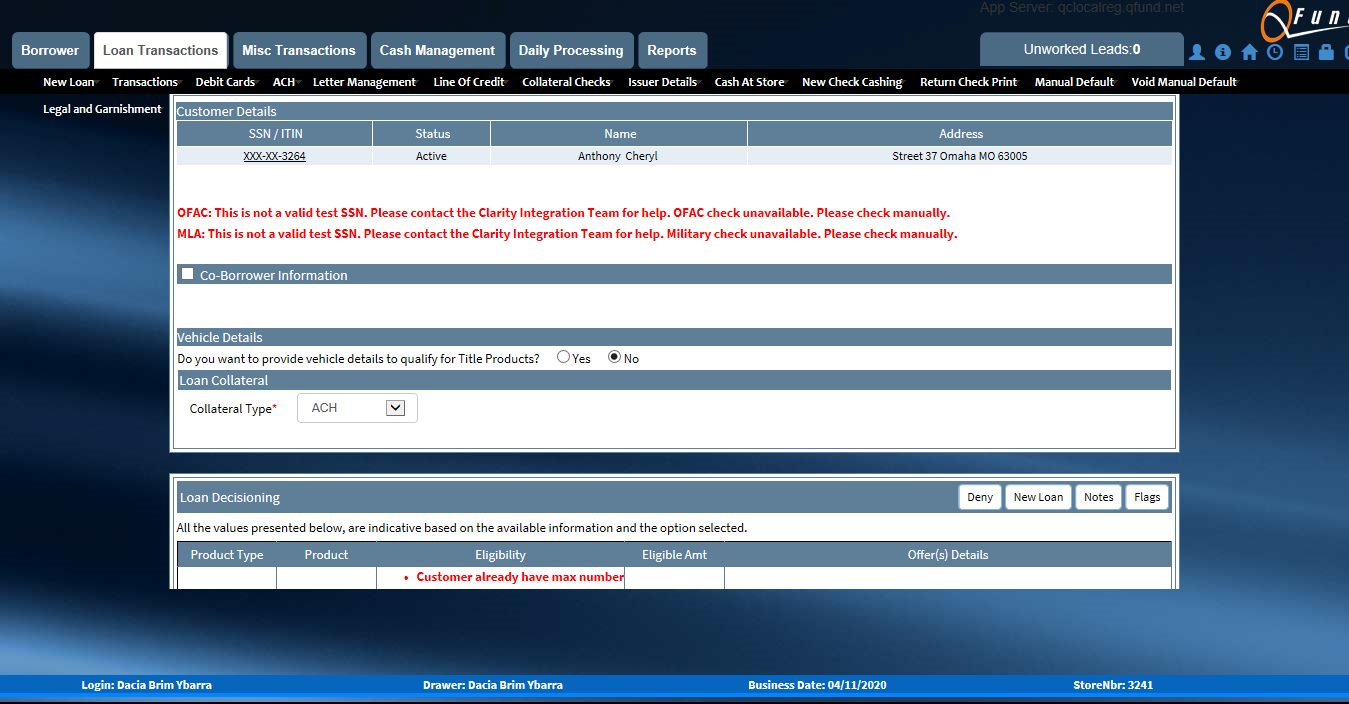 App Server: qclocalreg.qfund.net
QFun
Borrower Loan Transactions Misc Transactions Cash Management Daily Processing Reports Unworked Leads:0
New Loan Transactions Debit Cards ACH Letter Management Line Of Credit Collateral Checks Issuer Details Cash At Store New Check Cashing Return Check Print Manual Default Void Manual Default
Legal and Garnishment
Customer Details
SSN / ITIN Status Name Address
XXX-XX-3264 Active Anthony Cheryl Street 37 Omaha MO 63005
OFAC: This is not a valid test SSN. Please contact the Clarity Integration Team for help. OFAC check unavailable. Please check manually.
MLA: This is not a valid test SSN. Please contact the Clarity Integration Team for help. Military check unavailable. Please check manually.
Co-Borrower Information
Vehicle Details
Do you want to provide vehicle details to qualify for Title Products? Yes No
Loan Collateral
Collateral Type* ACH
Loan Decisioning Deny New Loan Notes Flags
All the values presented below, are indicative based on the available information and the option selected.
Product Type Product Eligibility Eligible Amt Offer(s) Details
• Customer already have max number
Login: Dacia Brim Ybarra Drawer: Dacia Brim Ybarra Business Date: 04/11/2020 StoreNbr: 3241